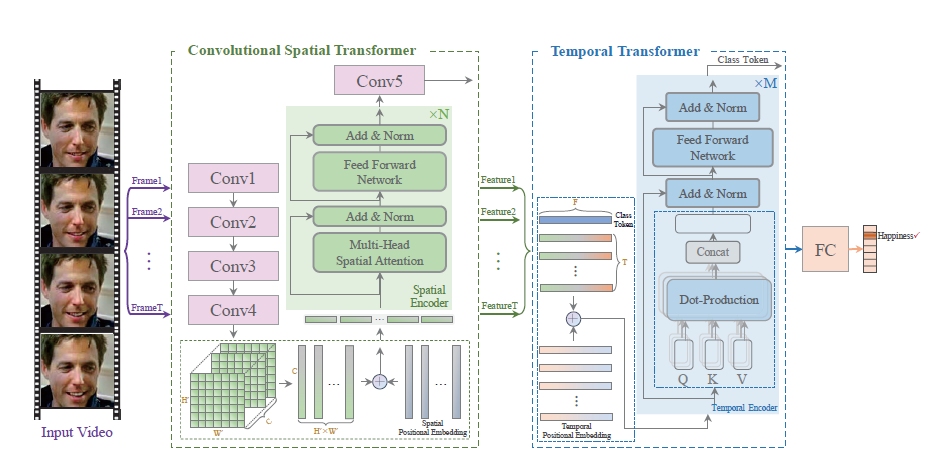 Convolutional Spatial Transformer
Temporal Transformer
Input Video
Frame1
Frame2
FrameT
Conv1
Conv2
Conv3
Conv4
Conv5
×N
Add & Norm
Feed Forward
Network
Add & Norm
Multi-Head
Spatial Attention
Spatial
Encoder
H'
W'
C
C
H'×W'
Spatial
Positional Embedding
Feature1
Feature2
FeatureT
F
Class
Token
T
Temporal
Positional Embedding
Class Token
×M
Add & Norm
Feed Forward
Network
Add & Norm
Concat
Dot-Production
Q
K
V
Temporal Encoder
FC
Happiness✓